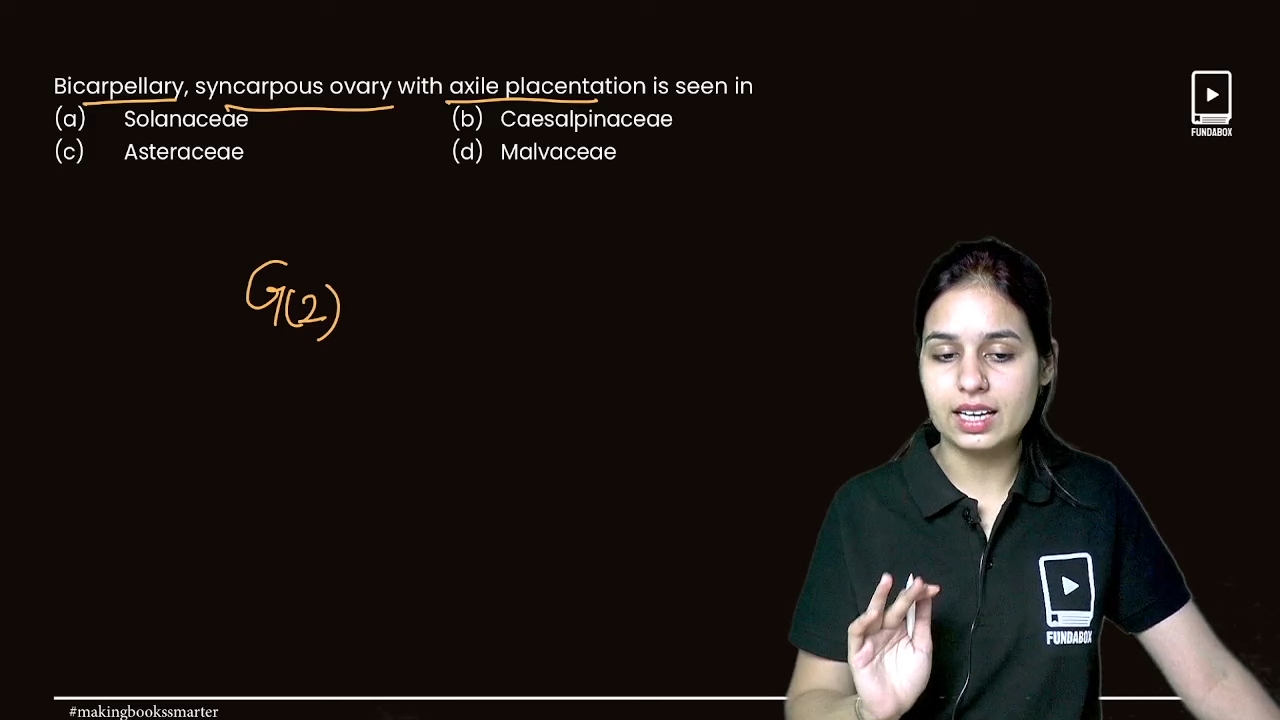 Bicarpellary, syncarpous ovary with axile placentation is seen in
(a) Solanaceae (b) Caesalpinaceae
(c) Asteraceae (d) Malvaceae
FUNDABOX
G(2)
FUNDABOX
#makingbookssmarter